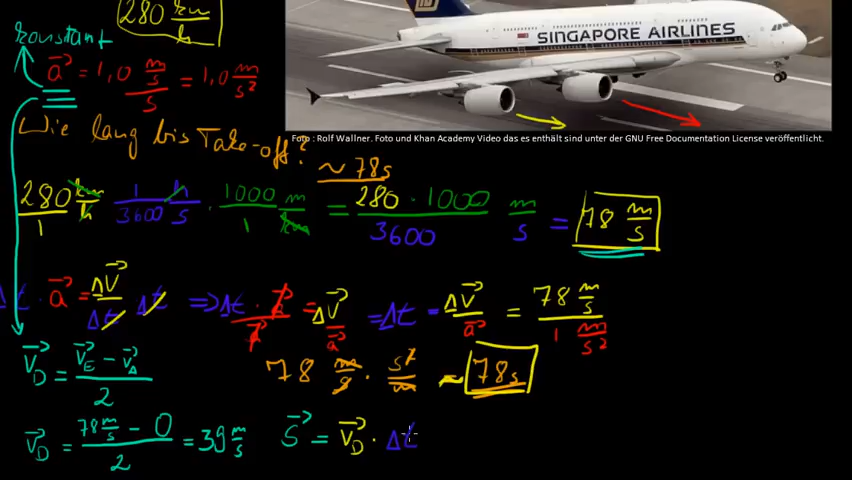 280 km/h
SINGAPORE AIRLINES
konstant
a⃗ = 1,0 m/s / s = 1,0 m/s²
Foto : Rolf Wallner. Foto und Khan Academy Video das es enthält sind unter der GNU Free Documentation License veröffentlicht.
Wie lang bis Take-off? ~ 78s
280 km / 1 h · 1 h / 3600 s · 1000 m / 1 km = 280 · 1000 / 3600 m/s = 78 m/s
Δt · a⃗ = Δv⃗ / Δt · Δt ⇒ Δt · a⃗ / a⃗ = Δv⃗ / a⃗ = Δt = Δv⃗ / a⃗ = 78 m/s / 1 m/s²
v⃗D = v⃗E − v⃗A / 2
78 m/s · s²/m ~ 78s
v⃗D = 78 m/s − 0 / 2 = 39 m/s
s⃗ = v⃗D · Δt